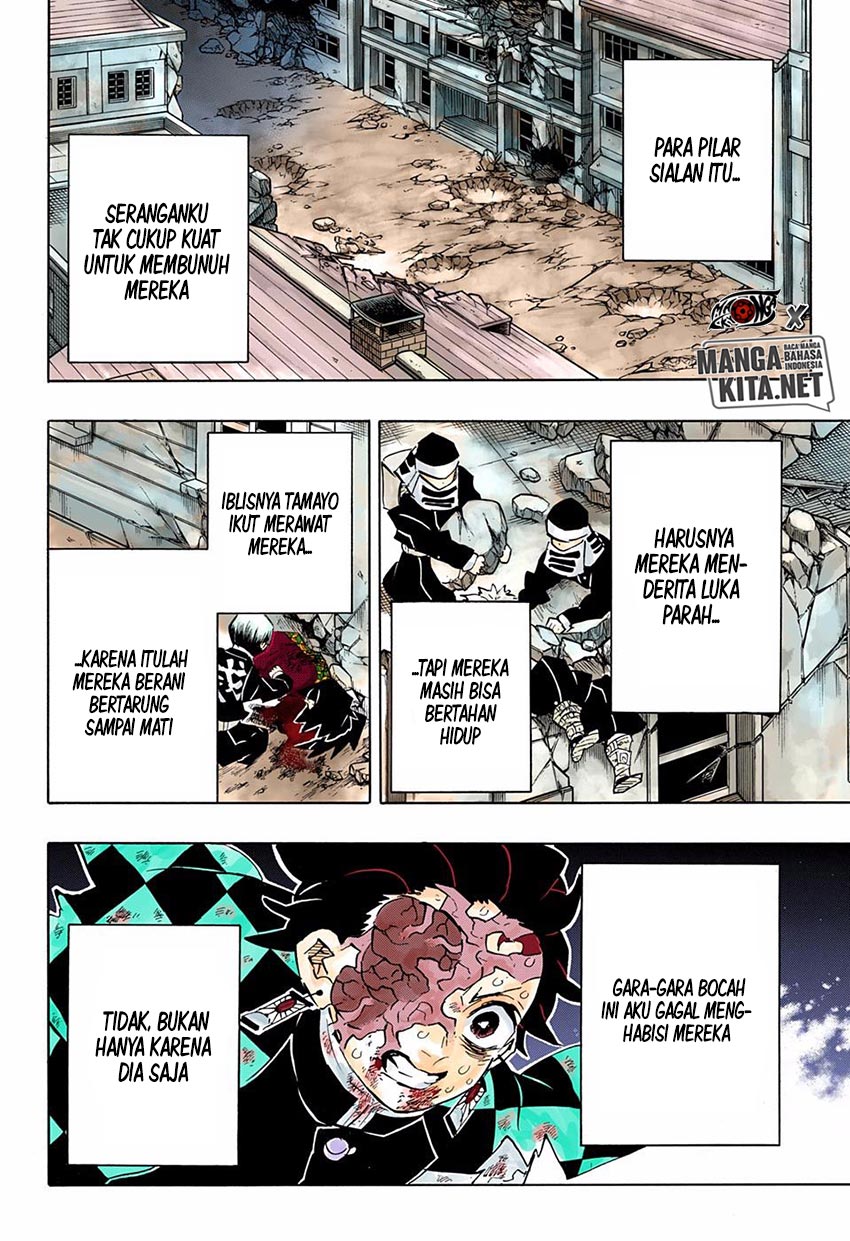 PARA PILAR
SIALAN ITU...
SERANGANKU
TAK CUKUP KUAT
UNTUK MEMBUNUH
MEREKA
X
MANGA
KITA.NET
BACA MANGA
BAHASA
INDONESIA
HARUSNYA
MEREKA MEN-
DERITA LUKA
PARAH...
...TAPI MEREKA
MASIH BISA
BERTAHAN
HIDUP
IBLISNYA TAMAYO
IKUT MERAWAT
MEREKA...
...KARENA ITULAH
MEREKA BERANI
BERTARUNG
SAMPAI MATI
GARA-GARA BOCAH
INI AKU GAGAL MENG-
HABISI MEREKA
TIDAK, BUKAN
HANYA KARENA
DIA SAJA